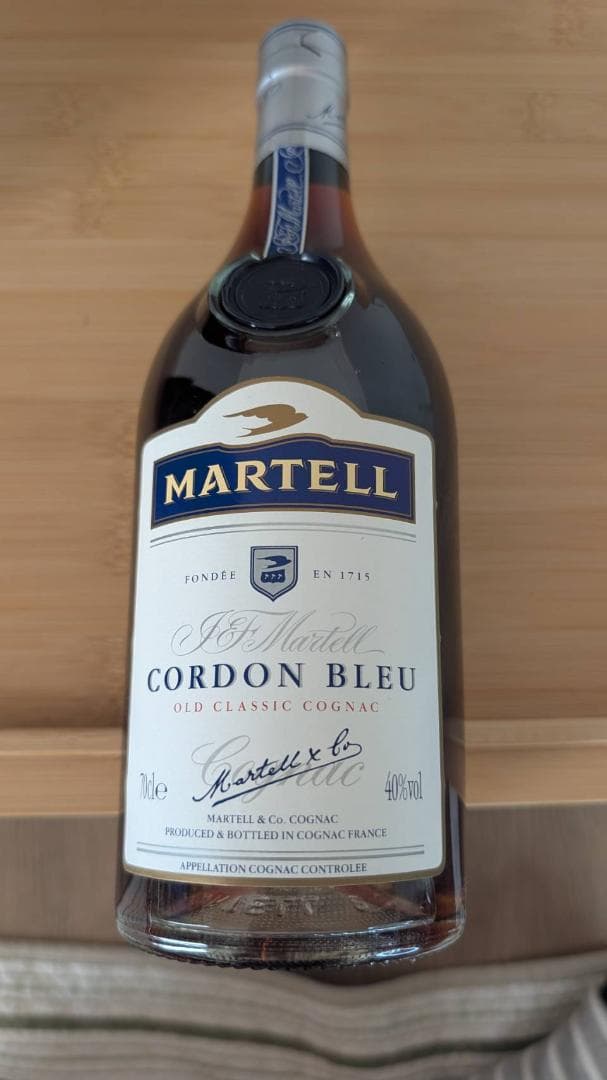 MARTELL
FONDÉE EN 1715
J&F Martell
CORDON BLEU
OLD CLASSIC COGNAC
Cognac
Martell & Co
70cl e 40%vol
MARTELL & Co. COGNAC
PRODUCED & BOTTLED IN COGNAC FRANCE
APPELLATION COGNAC CONTROLEE